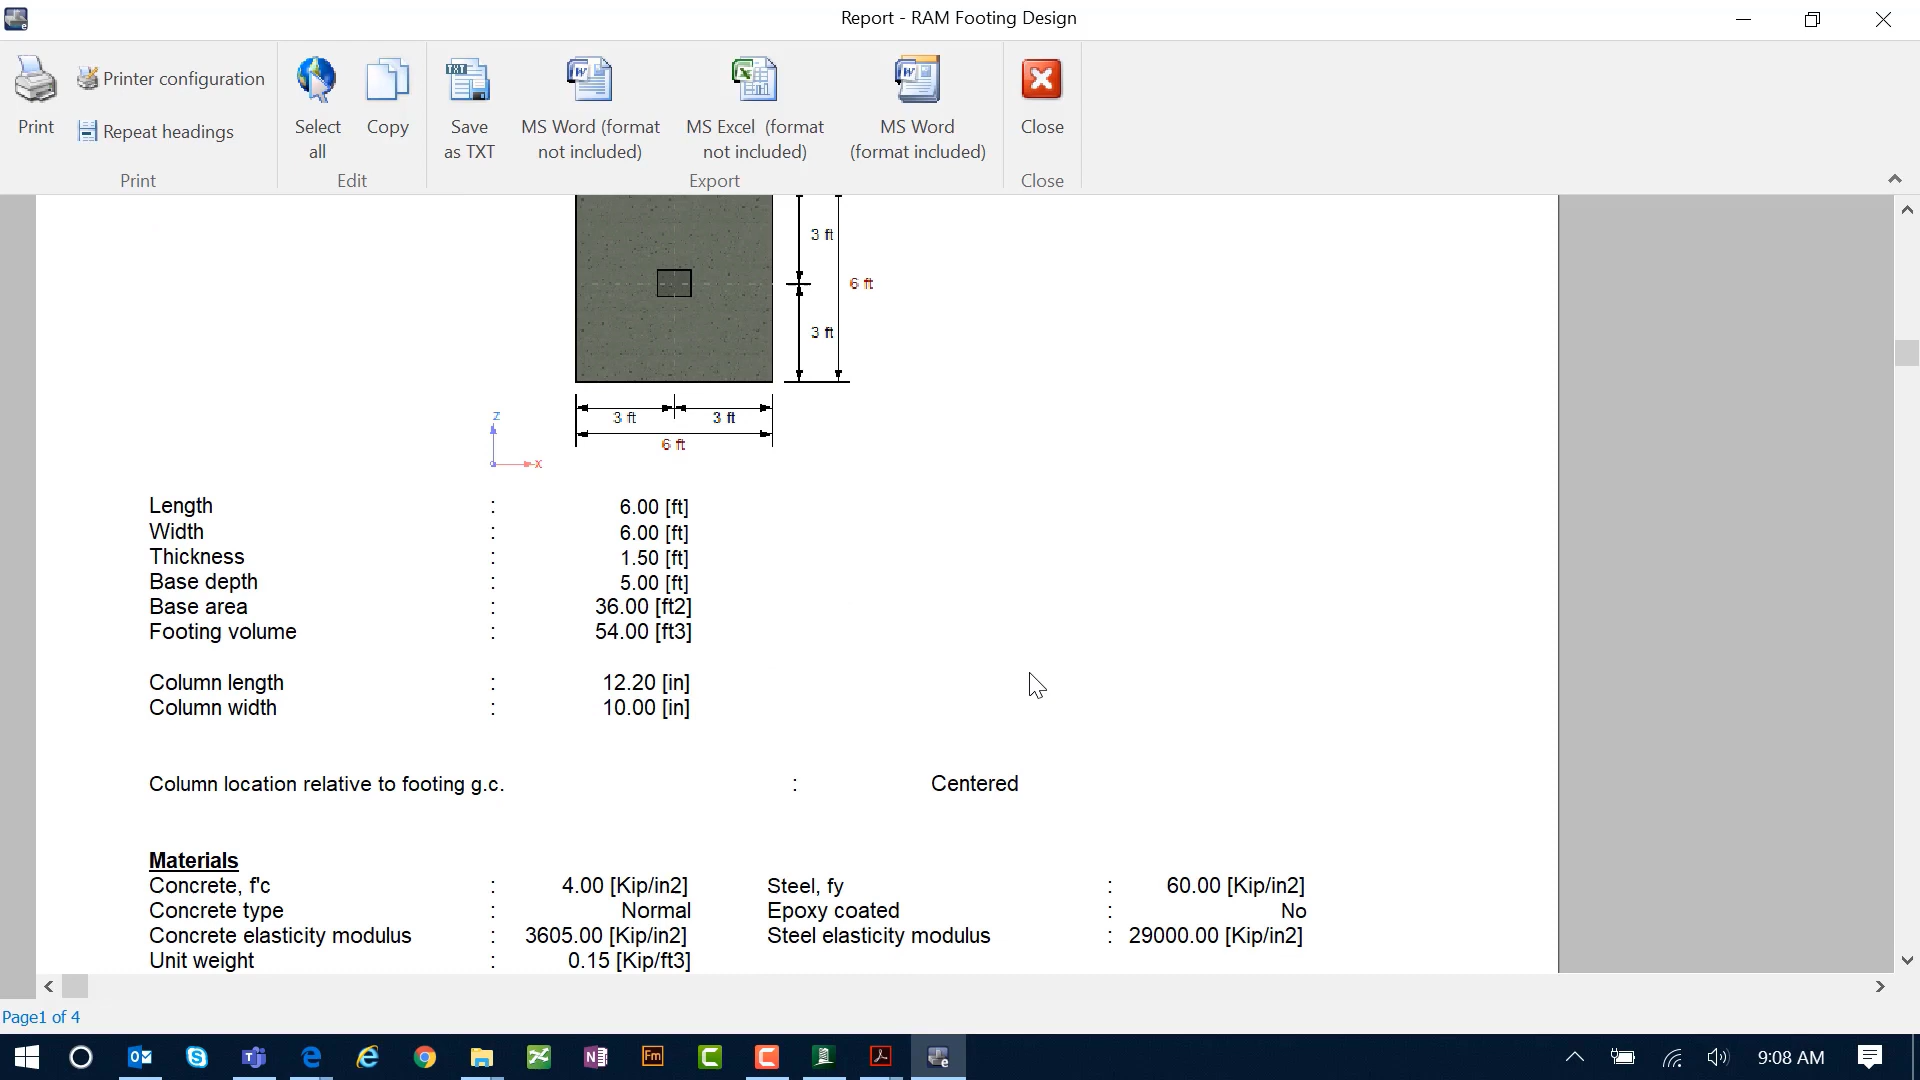 Report - RAM Footing Design
Print
Printer configuration
Repeat headings
Print
Select all
Copy
Edit
Save as TXT
MS Word (format not included)
MS Excel (format not included)
MS Word (format included)
Export
Close
Close
3 ft
6 ft
3 ft
3 ft 3 ft
6 ft
z
x
Length : 6.00 [ft]
Width : 6.00 [ft]
Thickness : 1.50 [ft]
Base depth : 5.00 [ft]
Base area : 36.00 [ft2]
Footing volume : 54.00 [ft3]
Column length : 12.20 [in]
Column width : 10.00 [in]
Column location relative to footing g.c. : Centered
Materials
Concrete, f'c : 4.00 [Kip/in2] Steel, fy : 60.00 [Kip/in2]
Concrete type : Normal Epoxy coated : No
Concrete elasticity modulus : 3605.00 [Kip/in2] Steel elasticity modulus : 29000.00 [Kip/in2]
Unit weight : 0.15 [Kip/ft3]
Page1 of 4
9:08 AM